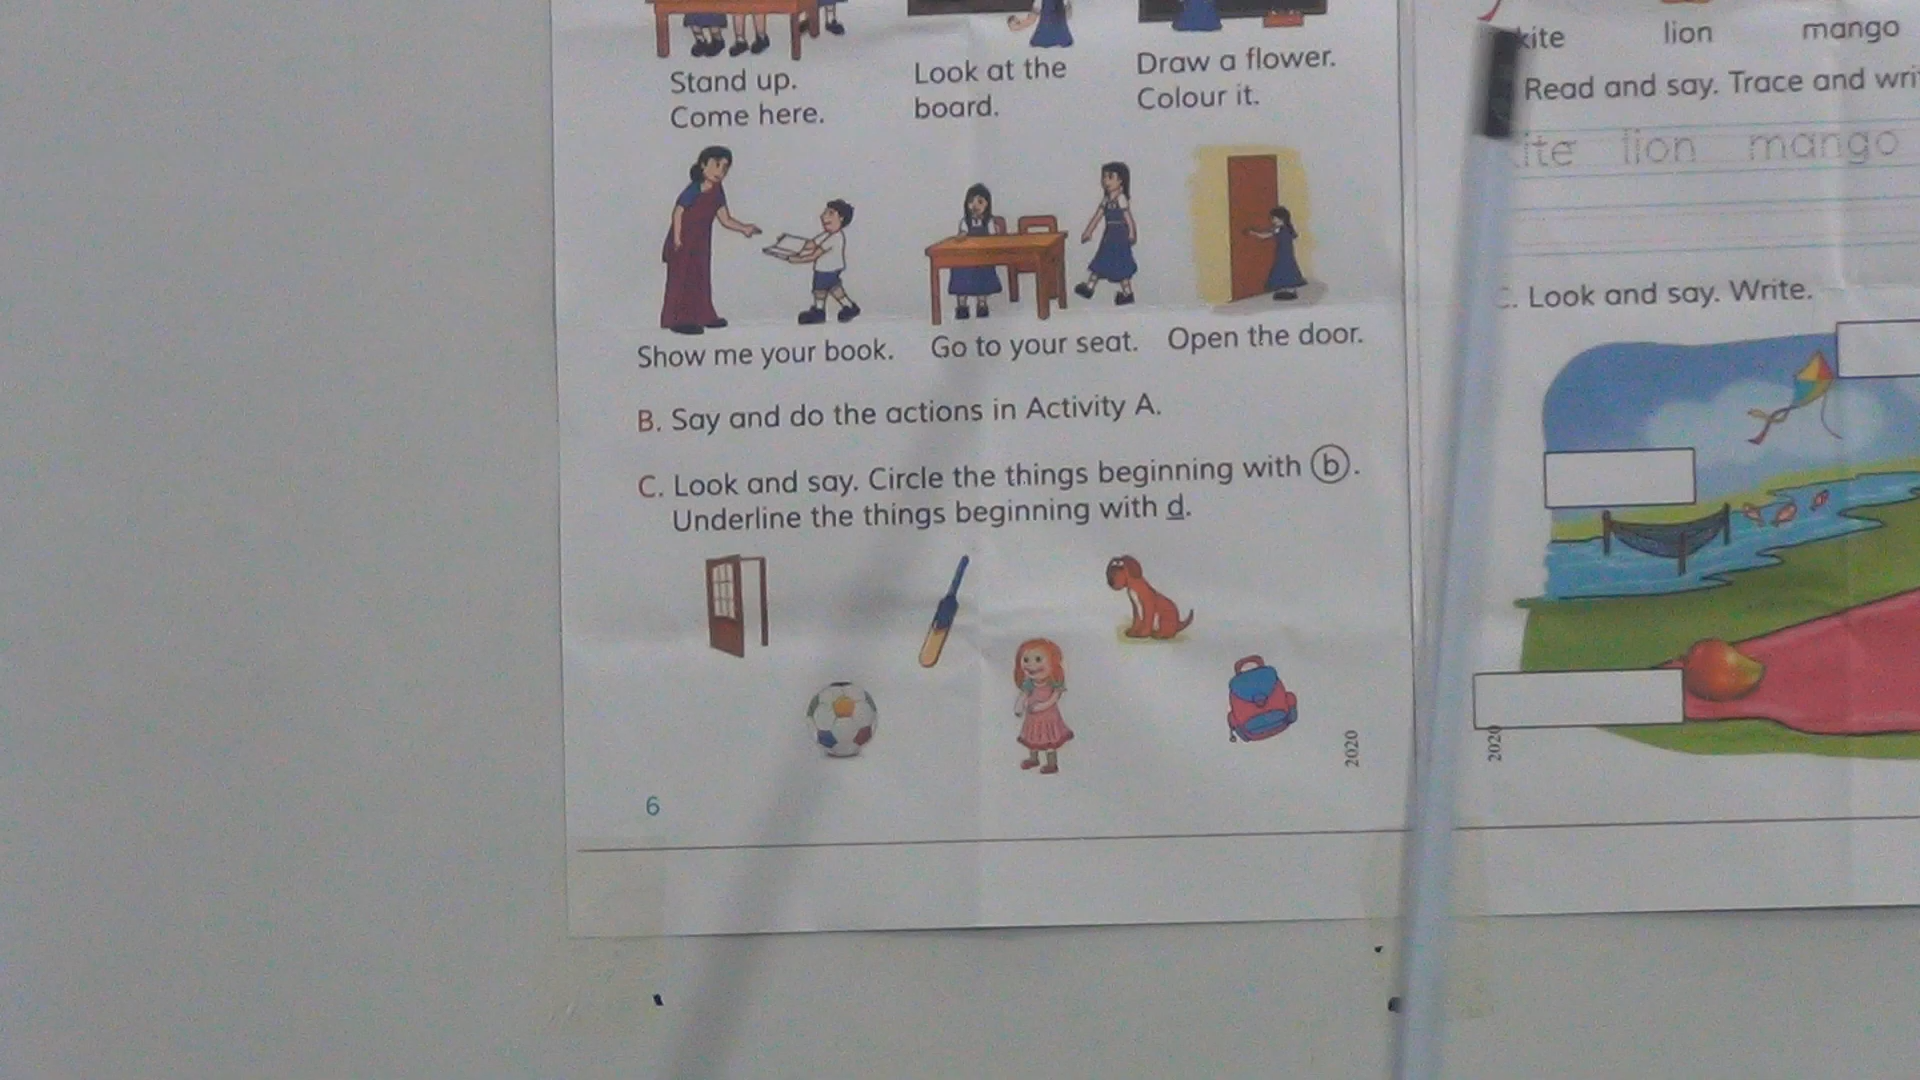 Stand up.
Come here.
Look at the
board.
Draw a flower.
Colour it.
Show me your book.
Go to your seat.
Open the door.
B. Say and do the actions in Activity A.
C. Look and say. Circle the things beginning with b.
Underline the things beginning with d.
2020
6
kite lion mango
Read and say. Trace and
lion mango
C. Look and say. Write.
2020